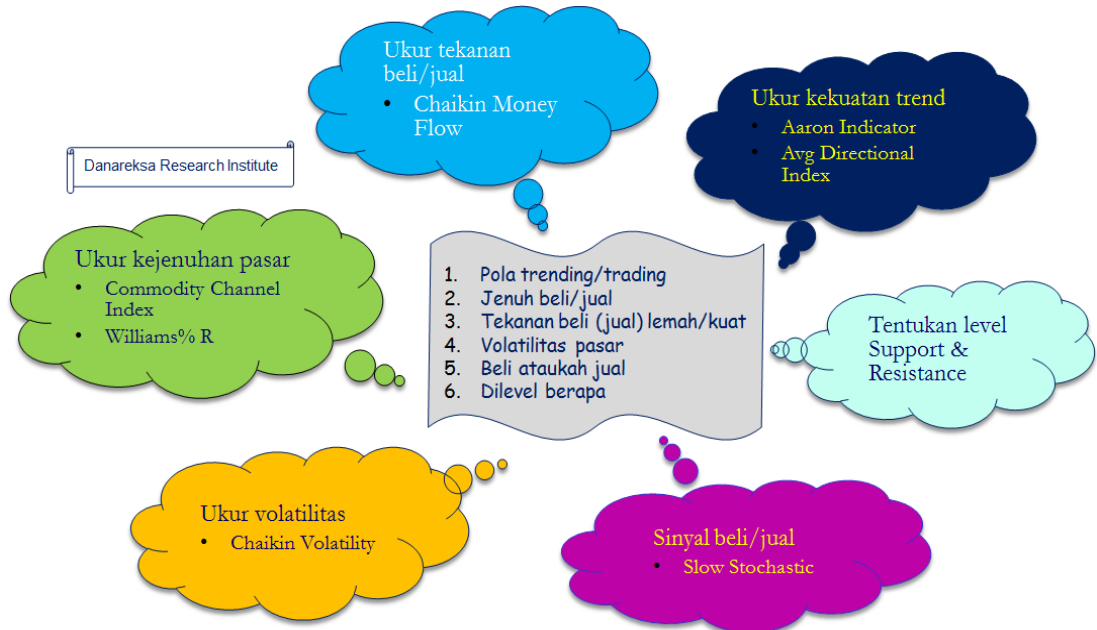 Ukur tekanan
beli/jual
• Chaikin Money
Flow
Ukur kekuatan trend
• Aaron Indicator
• Avg Directional
Index
Danareksa Research Institute
Ukur kejenuhan pasar
• Commodity Channel
Index
• Williams% R
1. Pola trending/trading
2. Jenuh beli/jual
3. Tekanan beli (jual) lemah/kuat
4. Volatilitas pasar
5. Beli ataukah jual
6. Dilevel berapa
Tentukan level
Support &
Resistance
Ukur volatilitas
• Chaikin Volatility
Sinyal beli/jual
• Slow Stochastic